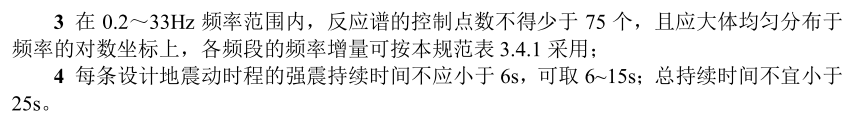 3 在 0.2～33Hz 频率范围内，反应谱的控制点数不得少于 75 个，且应大体均匀分布于
频率的对数坐标上，各频段的频率增量可按本规范表 3.4.1 采用；
4 每条设计地震动时程的强震持续时间不应小于 6s，可取 6~15s；总持续时间不宜小于
25s。